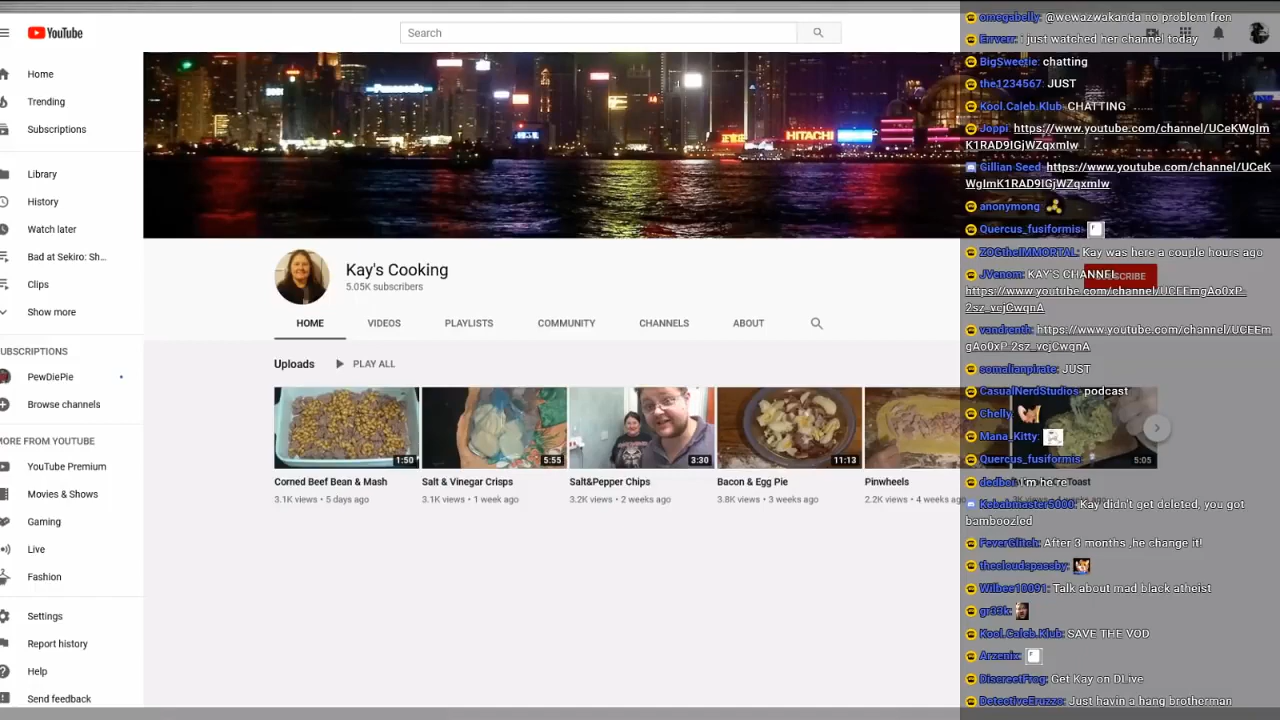 YouTube
Search
Home
Trending
Subscriptions
Library
History
Watch later
Bad at Sekiro: Sh...
Clips
Show more
UBSCRIPTIONS
PewDiePie
Browse channels
MORE FROM YOUTUBE
YouTube Premium
Movies & Shows
Gaming
Live
Fashion
Settings
Report history
Help
Send feedback
Panasonic
HITACHI
Kay's Cooking
5.05K subscribers
HOME VIDEOS PLAYLISTS COMMUNITY CHANNELS ABOUT
Uploads PLAY ALL
1:50
5:55
3:30
11:13
5:05
Corned Beef Bean & Mash
3.1K views • 5 days ago
Salt & Vinegar Crisps
3.1K views • 1 week ago
Salt&Pepper Chips
3.2K views • 2 weeks ago
Bacon & Egg Pie
3.8K views • 3 weeks ago
Pinwheels
2.2K views • 4 weeks ago
Toast
omegabelly: @wewazwakanda no problem fren
Errverr: I just watched her channel today
BigSweetie: chatting
the1234567: JUST
Kool.Caleb.Klub: CHATTING
Joppi: https://www.youtube.com/channel/UCeKWgIm
K1RAD9IGjWZqxmIw
Gillian Seed: https://www.youtube.com/channel/UCeK
WgImK1RAD9IGjWZqxmIw
anonymong:
Quercus_fusiformis:
ZOGtheIMMORTAL: Kay was here a couple hours ago
JVenom: KAY'S CHANNEL
https://www.youtube.com/channel/UCEEmgAo0xP-
2sz_vcjCwqnA
vandrenth: https://www.youtube.com/channel/UCEEm
gAo0xP-2sz_vcjCwqnA
somalianpirate: JUST
CasualNerdStudios: podcast
Chelly:
Mana_Kitty:
Quercus_fusiformis:
dedbot: I'm here
Kebabmaster5000: Kay didn't get deleted, you got
bamboozled
FeverGlitch: After 3 months ,he change it!
thecloudspassby:
Wilbee10091: Talk about mad black atheist
gr33k:
Kool.Caleb.Klub: SAVE THE VOD
Arzenix:
DiscreetFrog: Get Kay on DLive
DetectiveEruzzo: Just havin a hang brotherman